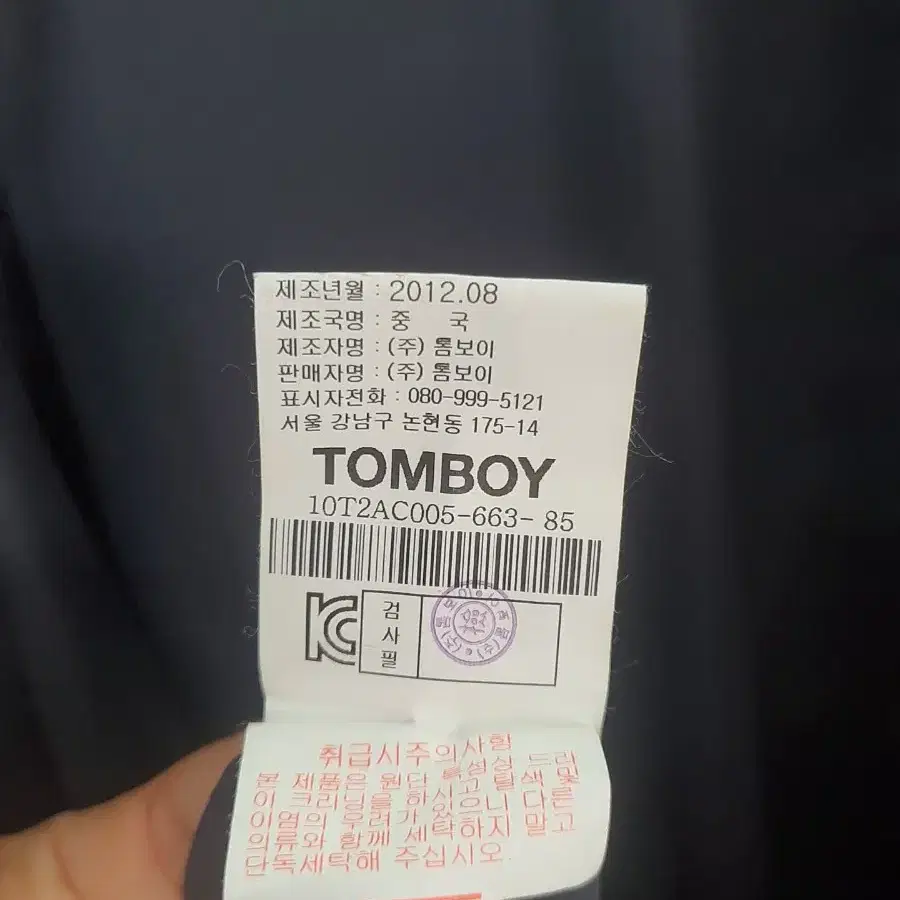 제조년월 : 2012.08
제조국명 : 중 국
제조자명 : (주) 톰보이
판매자명 : (주) 톰보이
표시자전화 : 080-999-5121
서울 강남구 논현동 175-14
TOMBOY
10T2AC005-663- 85
KC
검사필
취급시주의사항
본 제품은 원단 특성상 드라
이 크리닝을 하시고 탈색 및
이염의 우려가 있으니 다른
의류와 함께 세탁하지 말고
단독세탁해 주십시오